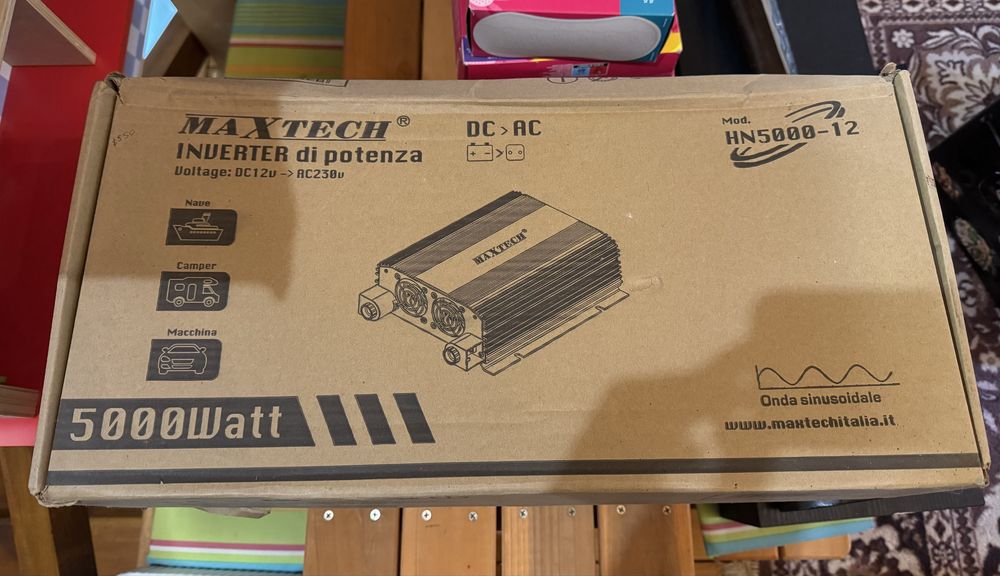 MAXTECH®
INVERTER di potenza
Voltage: DC12v -> AC230v
DC > AC
+ - >
Mod.
HN5000-12
Nave
Camper
Macchina
MAXTECH®
5000Watt
Onda sinusoidale
www.maxtechitalia.it